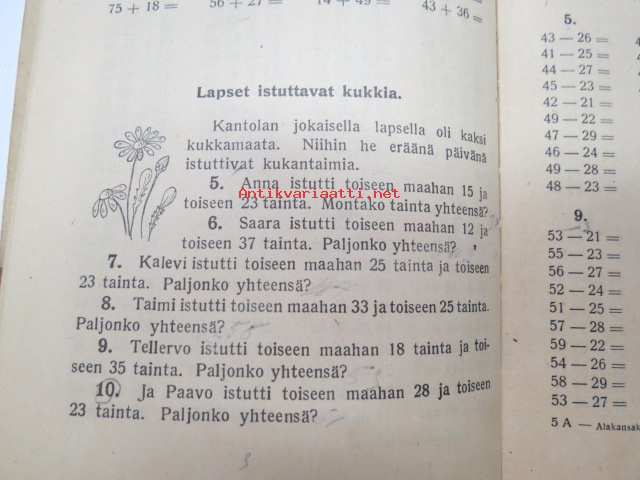 75 + 18 = 56 + 27 = 14 + 49 = 43 + 36 =
Lapset istuttavat kukkia.
Kantolan jokaisella lapsella oli kaksi
kukkamaata. Niihin he eräänä päivänä
istuttivat kukantaimia.
5. Anna istutti toiseen maahan 15 ja
Antikvariaatti.net
toiseen 23 tainta. Montako tainta yhteensä?
6. Saara istutti toiseen maahan 12 ja
toiseen 37 tainta. Paljonko yhteensä?
7. Kalevi istutti toiseen maahan 25 tainta ja toiseen
23 tainta. Paljonko yhteensä?
8. Taimi istutti toiseen maahan 33 ja toiseen 25 tainta.
Paljonko yhteensä?
9. Tellervo istutti toiseen maahan 18 tainta ja toi-
seen 35 tainta. Paljonko yhteensä?
10. Ja Paavo istutti toiseen maahan 28 ja toiseen
23 tainta. Paljonko yhteensä?
5.
43 — 26 =
41 — 25 =
44 — 27 =
45 — 23 =
42 — 21 =
49 — 22 =
47 — 29 =
46 — 24 =
49 — 28 =
48 — 23 =
9.
53 — 21 =
55 — 23 =
56 — 27 =
52 — 24 =
51 — 25 =
57 — 28 =
59 — 22 =
54 — 26 =
58 — 29 =
53 — 27 =
5 A — Alakansak